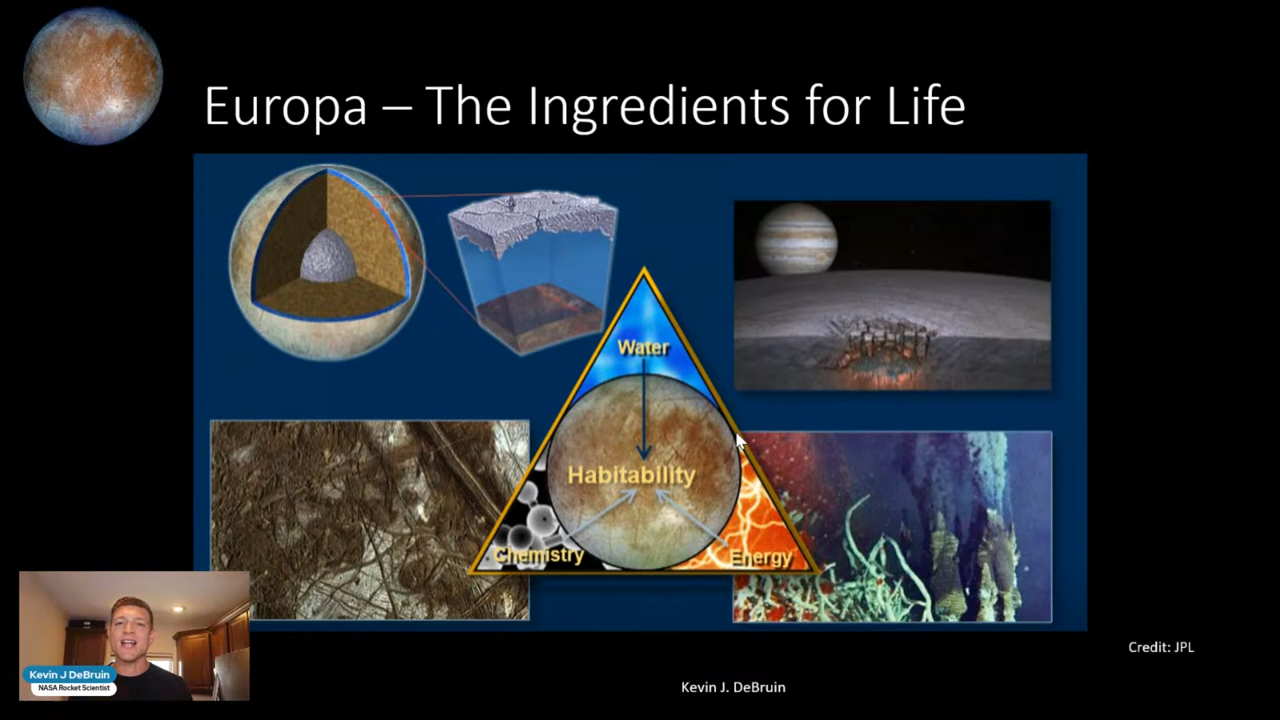 Europa – The Ingredients for Life
Water
Habitability
Chemistry
Energy
Kevin J DeBruin
NASA Rocket Scientist
Credit: JPL
Kevin J. DeBruin